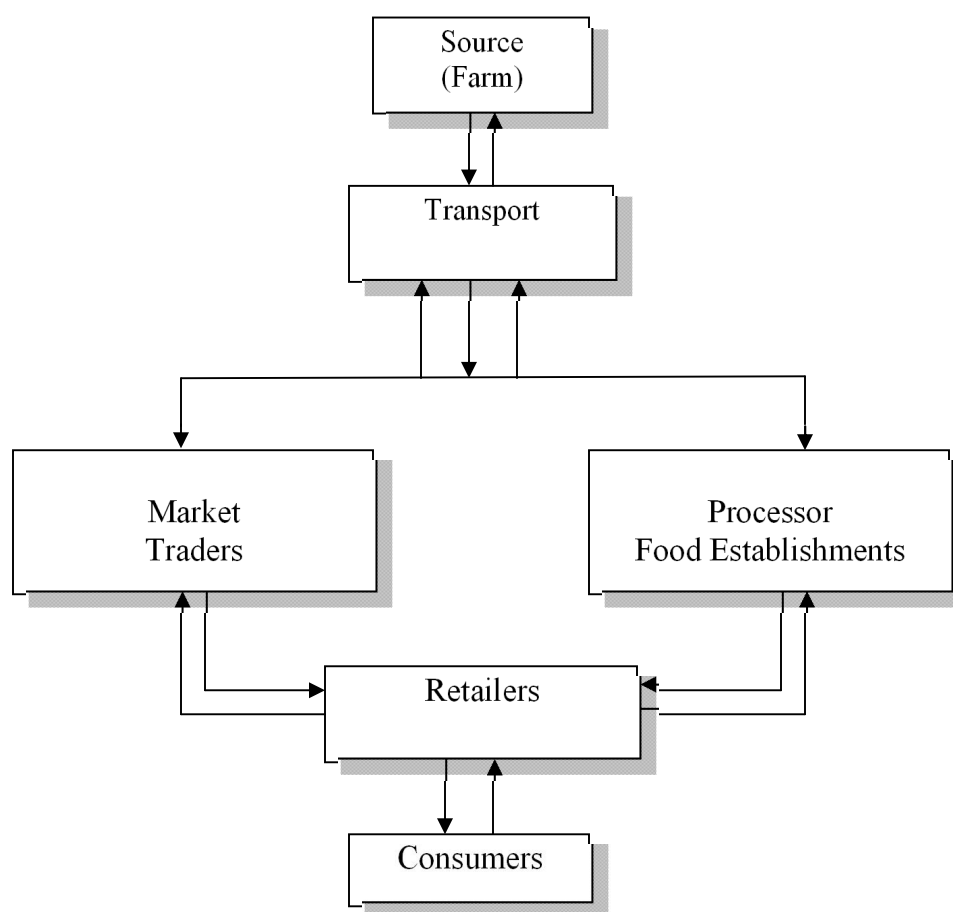 Source
(Farm)
Transport
Market
Traders
Processor
Food Establishments
Retailers
Consumers